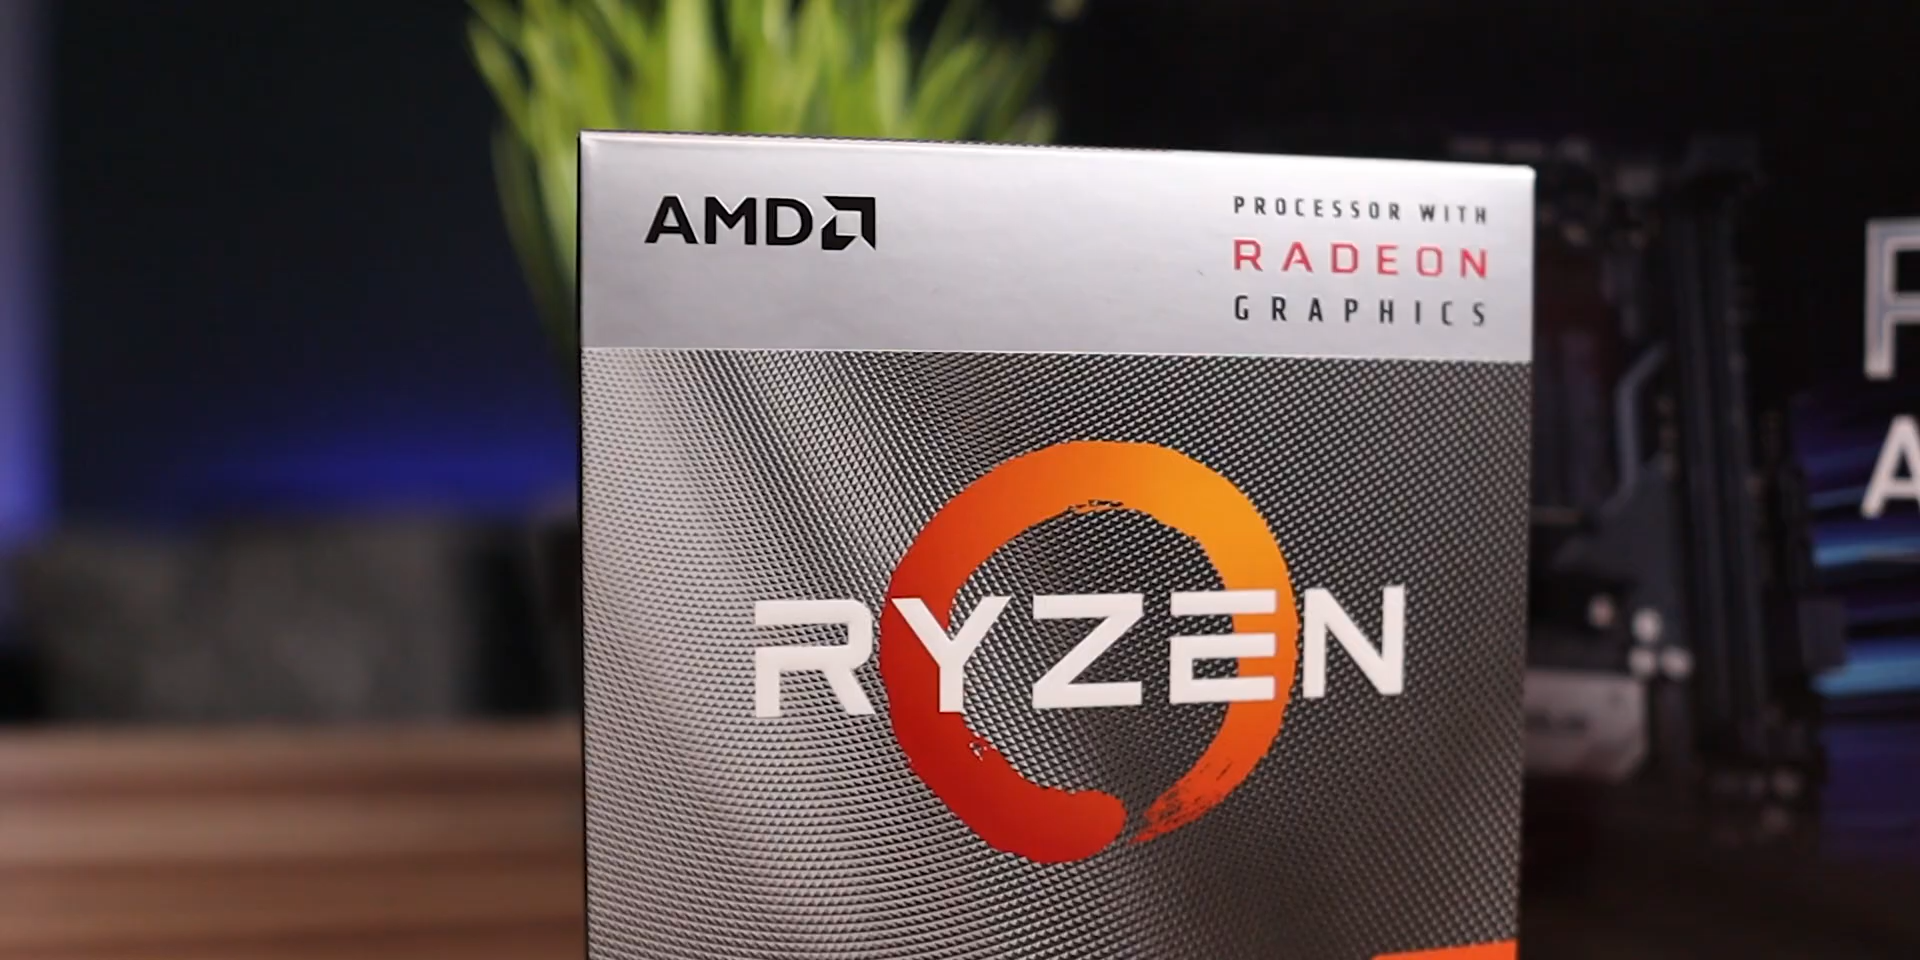 AMD
PROCESSOR WITH
RADEON
GRAPHICS
RYZEN